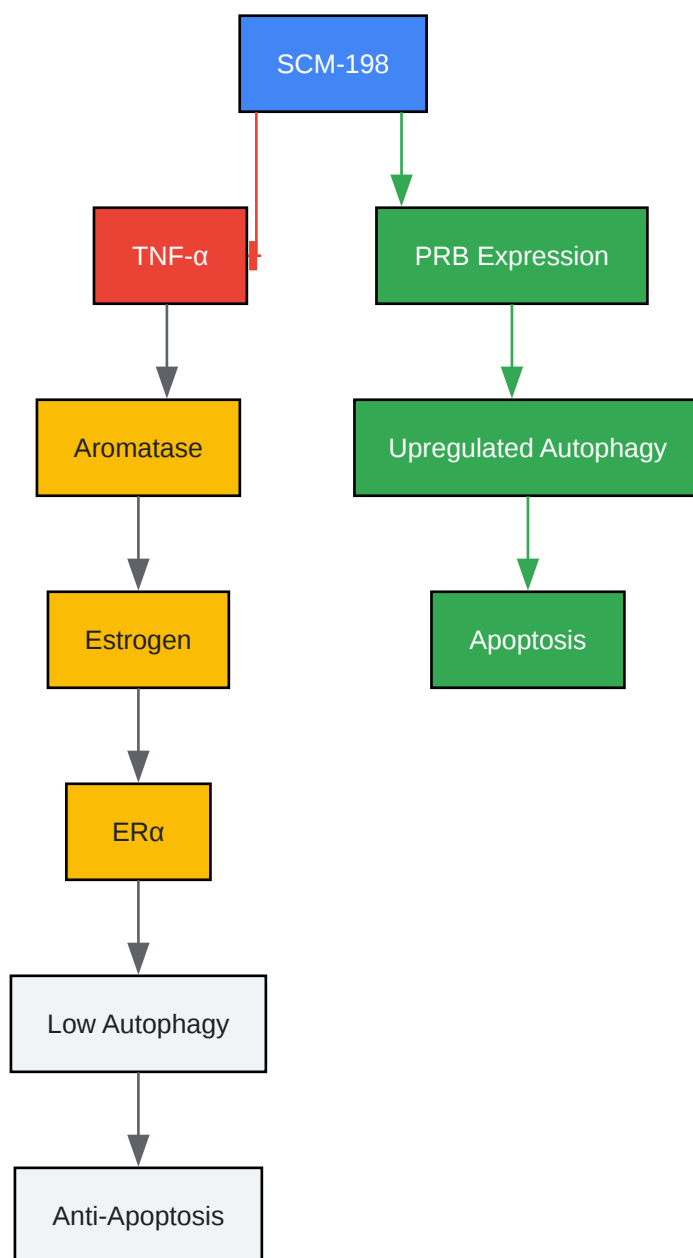 SCM-198
TNF-α
PRB Expression
Aromatase
Upregulated Autophagy
Estrogen
Apoptosis
ERα
Low Autophagy
Anti-Apoptosis